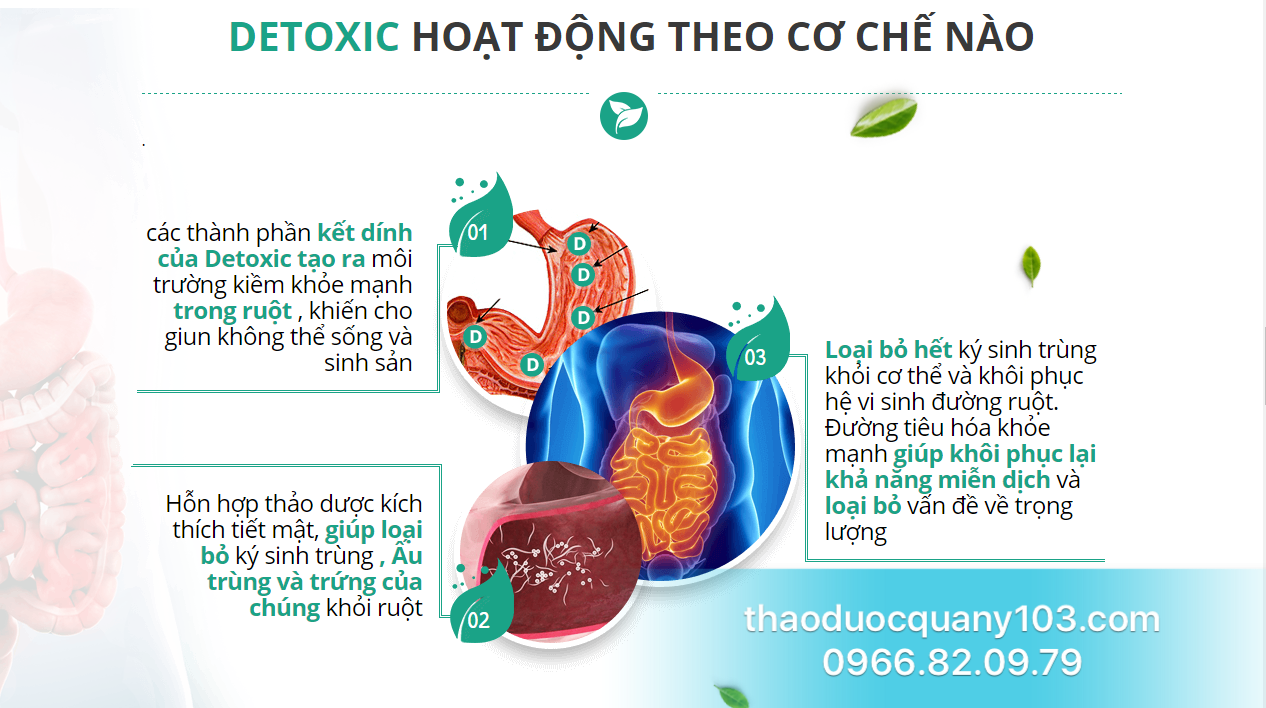 DETOXIC HOẠT ĐỘNG THEO CƠ CHẾ NÀO
.
01
các thành phần kết dính
của Detoxic tạo ra môi
trường kiềm khỏe mạnh
trong ruột , khiến cho
giun không thể sống và
sinh sản
D
D
D
D
D
02
Hỗn hợp thảo dược kích
thích tiết mật, giúp loại
bỏ ký sinh trùng , Ấu
trùng và trứng của
chúng khỏi ruột
03
Loại bỏ hết ký sinh trùng
khỏi cơ thể và khôi phục
hệ vi sinh đường ruột.
Đường tiêu hóa khỏe
mạnh giúp khôi phục lại
khả năng miễn dịch và
loại bỏ vấn đề về trọng
lượng
thaoduocquany103.com
0966.82.09.79